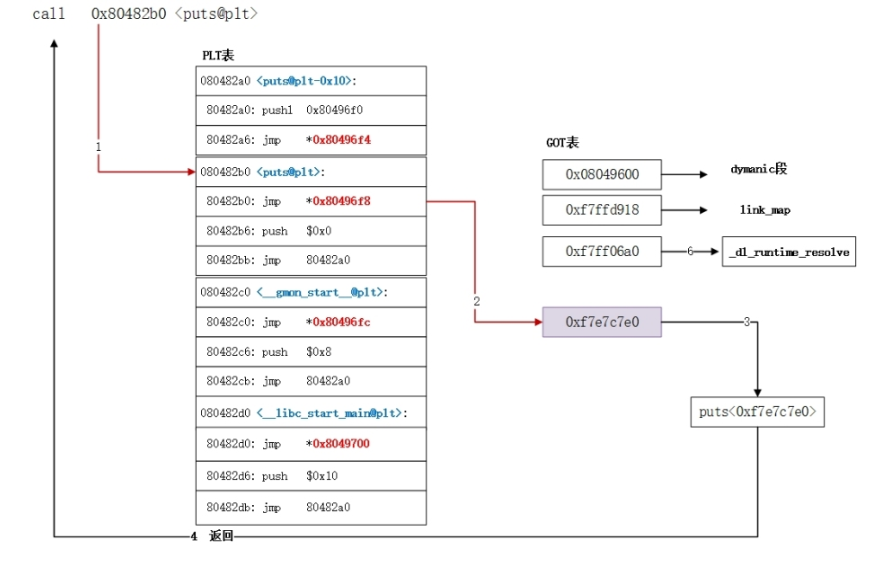 call 0x80482b0 <puts@plt>
PLT表
080482a0 <puts@plt-0x10>:
80482a0: pushl 0x80496f0
80482a6: jmp *0x80496f4
080482b0 <puts@plt>:
80482b0: jmp *0x80496f8
80482b6: push $0x0
80482bb: jmp 80482a0
080482c0 <__gmon_start__@plt>:
80482c0: jmp *0x80496fc
80482c6: push $0x8
80482cb: jmp 80482a0
080482d0 <__libc_start_main@plt>:
80482d0: jmp *0x8049700
80482d6: push $0x10
80482db: jmp 80482a0
1
2
GOT表
0x08049600
dymanic段
0xf7ffd918
link_map
0xf7ff06a0
6
_dl_runtime_resolve
0xf7e7c7e0
3
puts<0xf7e7c7e0>
4 返回